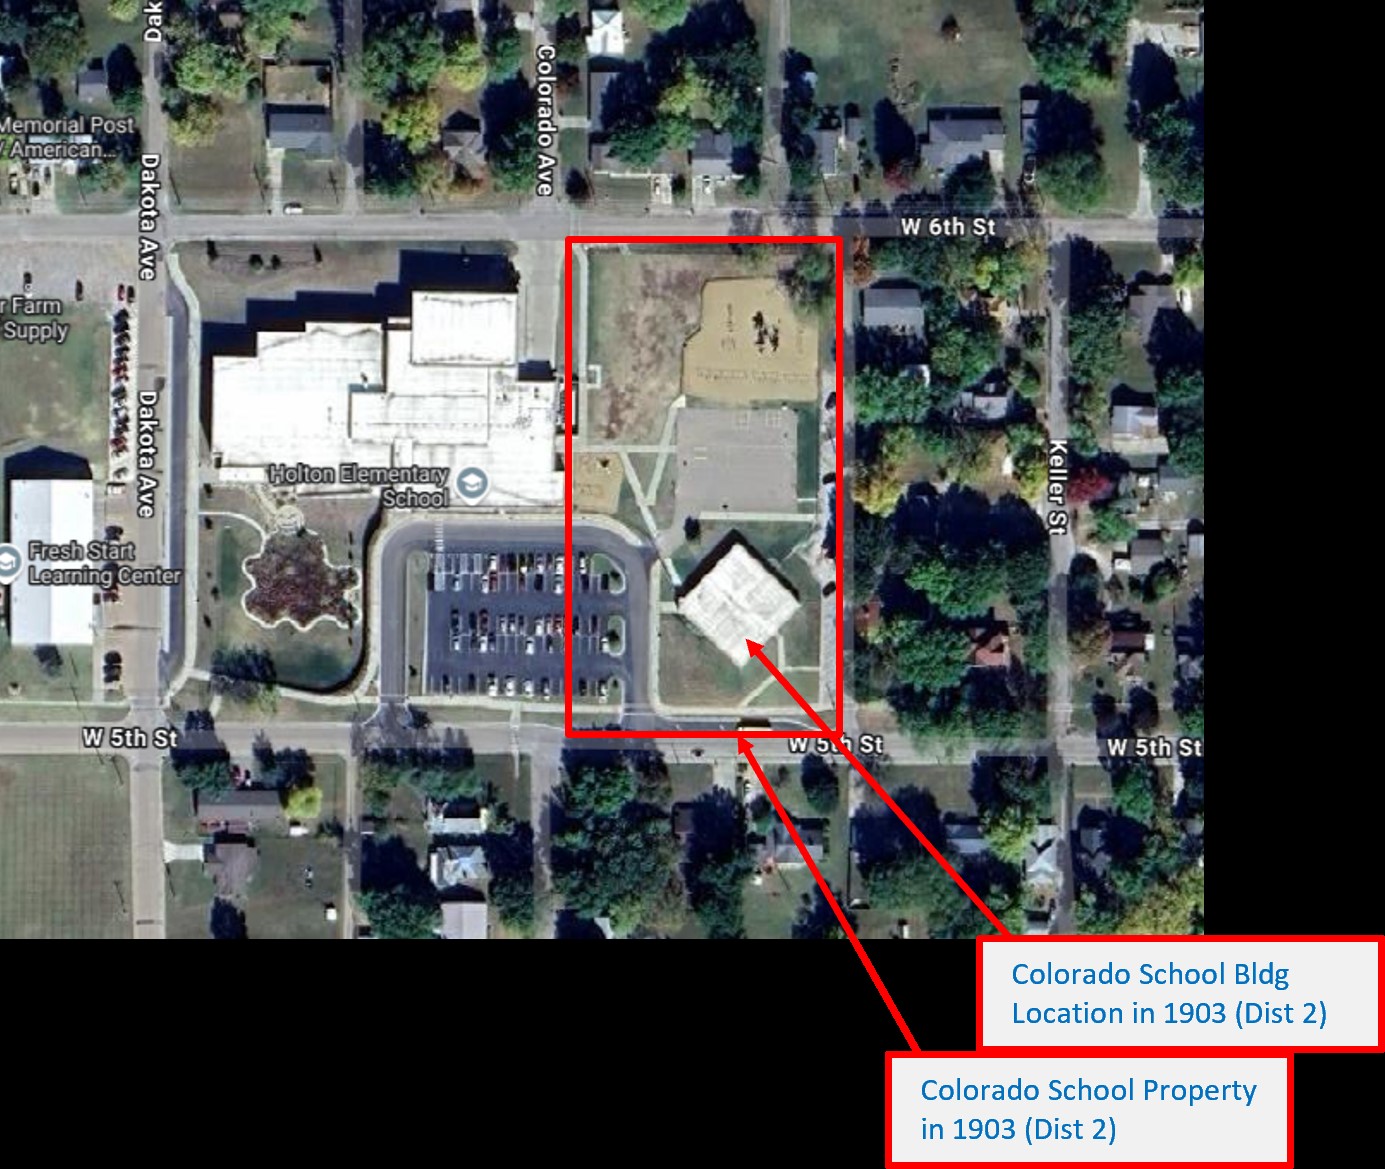 Dak
Colorado Ave
Memorial Post
/ American...
Dakota Ave
W 6th St
r Farm
Supply
Dakota Ave
Keller St
Holton Elementary
School
Fresh Start
Learning Center
W 5th St
W 5th St
W 5th St
Colorado School Bldg
Location in 1903 (Dist 2)
Colorado School Property
in 1903 (Dist 2)